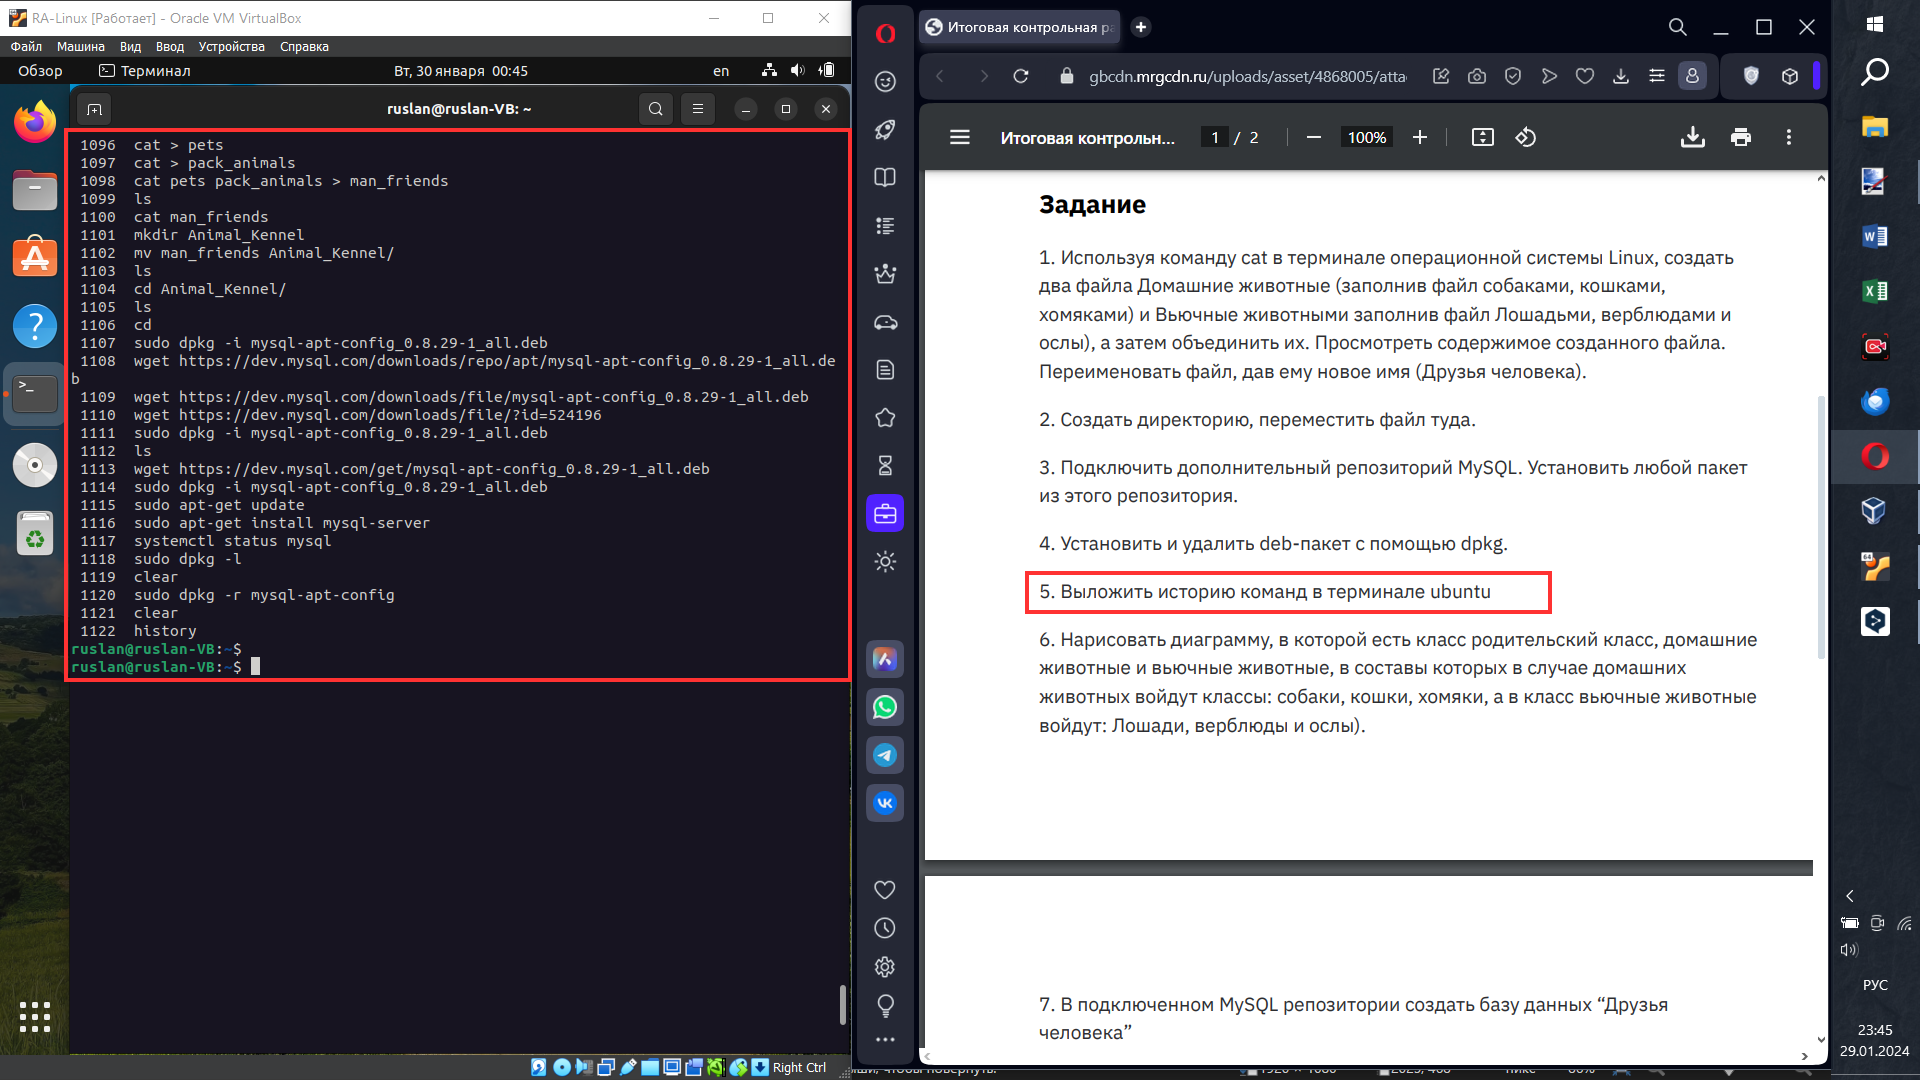 RA-Linux [Работает] - Oracle VM VirtualBox
Файл Машина Вид Ввод Устройства Справка
Обзор Терминал Вт, 30 января 00:45 en
ruslan@ruslan-VB: ~
1096 cat > pets
1097 cat > pack_animals
1098 cat pets pack_animals > man_friends
1099 ls
1100 cat man_friends
1101 mkdir Animal_Kennel
1102 mv man_friends Animal_Kennel/
1103 ls
1104 cd Animal_Kennel/
1105 ls
1106 cd
1107 sudo dpkg -i mysql-apt-config_0.8.29-1_all.deb
1108 wget https://dev.mysql.com/downloads/repo/apt/mysql-apt-config_0.8.29-1_all.de
b
1109 wget https://dev.mysql.com/downloads/file/mysql-apt-config_0.8.29-1_all.deb
1110 wget https://dev.mysql.com/downloads/file/?id=524196
1111 sudo dpkg -i mysql-apt-config_0.8.29-1_all.deb
1112 ls
1113 wget https://dev.mysql.com/get/mysql-apt-config_0.8.29-1_all.deb
1114 sudo dpkg -i mysql-apt-config_0.8.29-1_all.deb
1115 sudo apt-get update
1116 sudo apt-get install mysql-server
1117 systemctl status mysql
1118 sudo dpkg -l
1119 clear
1120 sudo dpkg -r mysql-apt-config
1121 clear
1122 history
ruslan@ruslan-VB:~$
ruslan@ruslan-VB:~$
Right Ctrl
Итоговая контрольная ра
gbcdn.mrgcdn.ru/uploads/asset/4868005/atta
Итоговая контрольн... 1 / 2 100%
Задание
1. Используя команду cat в терминале операционной системы Linux, создать
два файла Домашние животные (заполнив файл собаками, кошками,
хомяками) и Вьючные животными заполнив файл Лошадьми, верблюдами и
ослы), а затем объединить их. Просмотреть содержимое созданного файла.
Переименовать файл, дав ему новое имя (Друзья человека).
2. Создать директорию, переместить файл туда.
3. Подключить дополнительный репозиторий MySQL. Установить любой пакет
из этого репозитория.
4. Установить и удалить deb-пакет с помощью dpkg.
5. Выложить историю команд в терминале ubuntu
6. Нарисовать диаграмму, в которой есть класс родительский класс, домашние
животные и вьючные животные, в составы которых в случае домашних
животных войдут классы: собаки, кошки, хомяки, а в класс вьючные животные
войдут: Лошади, верблюды и ослы).
7. В подключенном MySQL репозитории создать базу данных “Друзья
человека”
64
РУС
23:45
29.01.2024